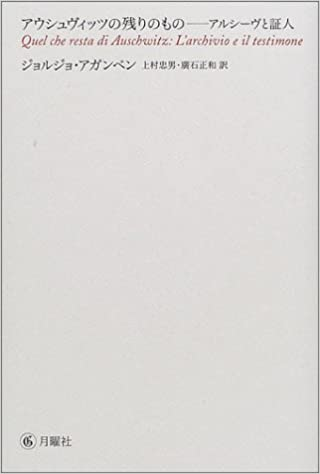 アウシュヴィッツの残りのもの——アルシーヴと証人
Quel che resta di Auschwitz: L'archivio e il testimone
ジョルジョ・アガンベン 上村忠男・廣石正和 訳
月曜社